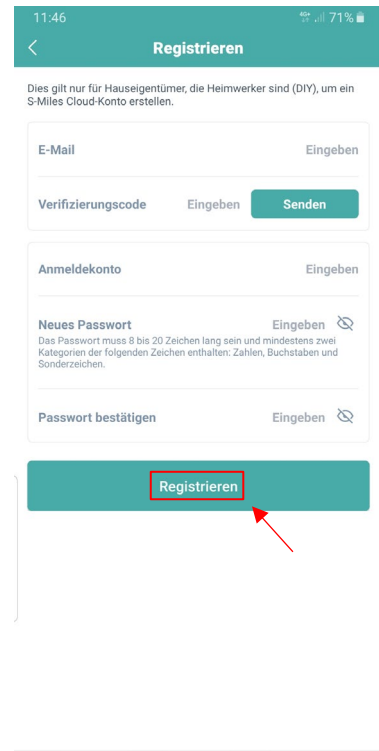 11:46
4G+ 71%
Registrieren
Dies gilt nur für Hauseigentümer, die Heimwerker sind (DIY), um ein
S-Miles Cloud-Konto erstellen.
E-Mail Eingeben
Verifizierungscode Eingeben Senden
Anmeldekonto Eingeben
Neues Passwort Eingeben
Das Passwort muss 8 bis 20 Zeichen lang sein und mindestens zwei
Kategorien der folgenden Zeichen enthalten: Zahlen, Buchstaben und
Sonderzeichen.
Passwort bestätigen Eingeben
Registrieren